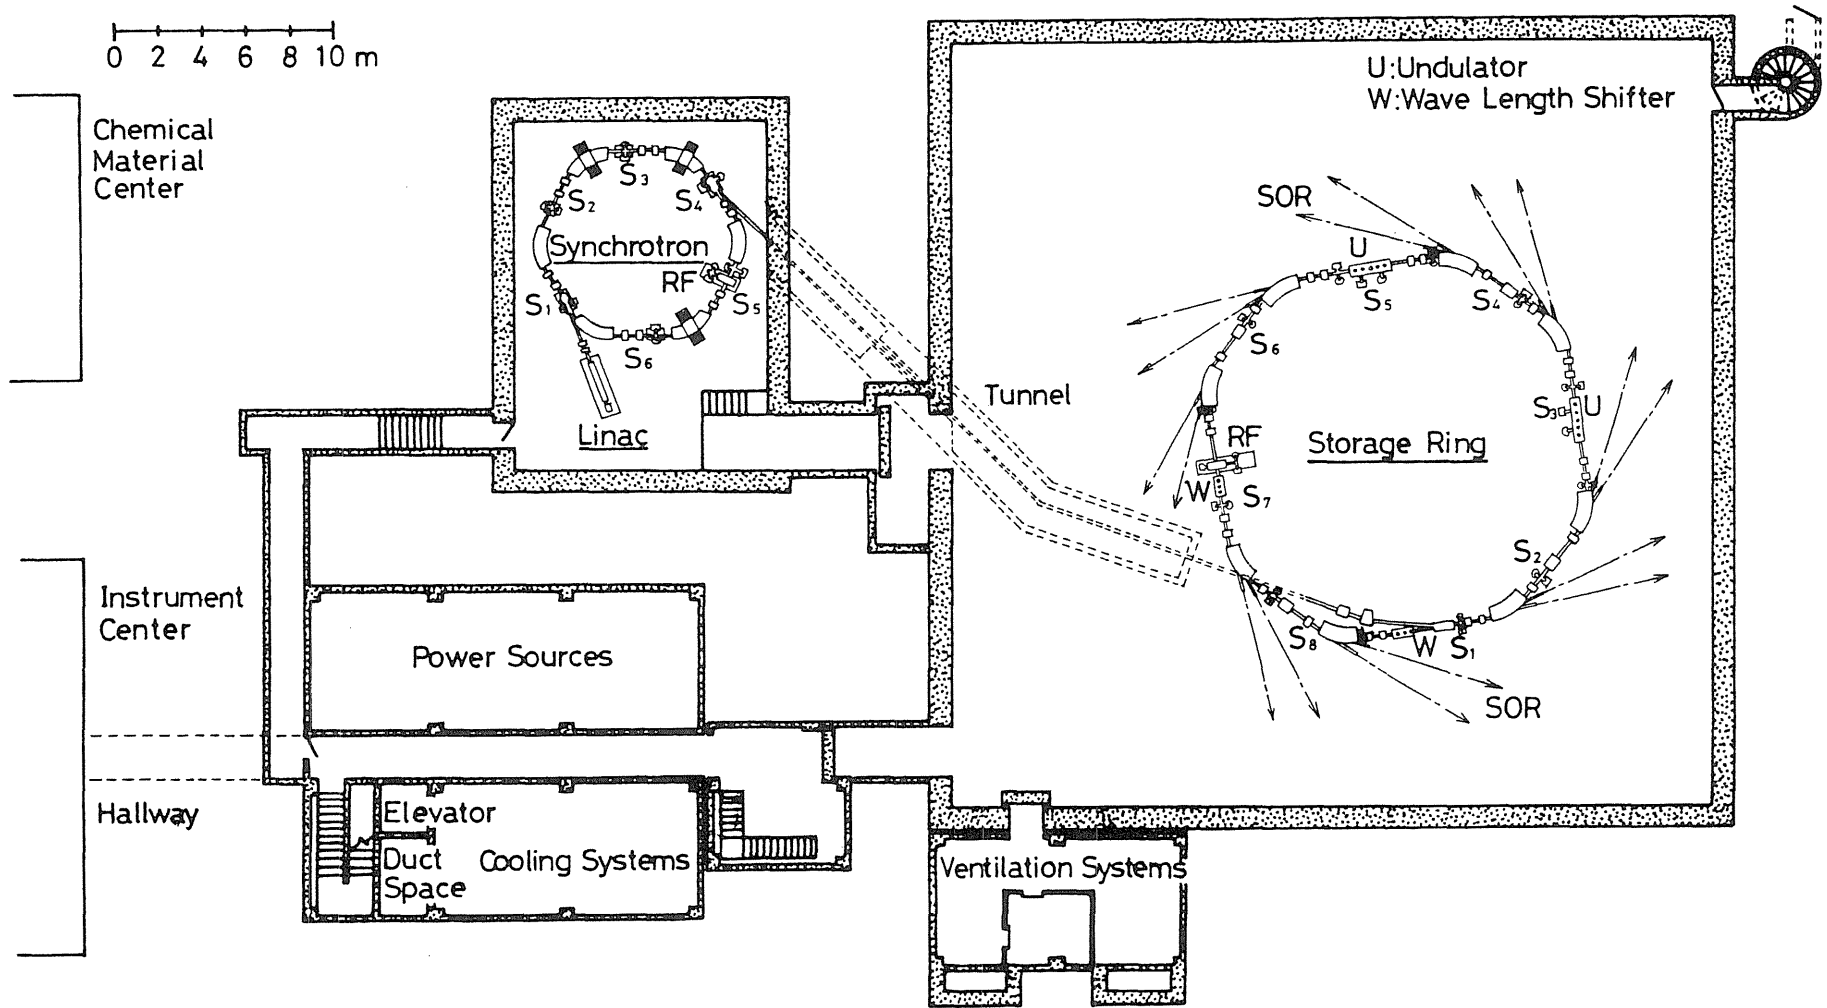 0 2 4 6 8 10 m
U:Undulator
W:Wave Length Shifter
Chemical
Material
Center
S3
S2
S4
Synchrotron
RF
S5
S1
S6
Linac
Tunnel
SOR
U
S5
S4
S6
S3
U
RF
Storage Ring
W
S7
S2
S8
W
S1
SOR
Instrument
Center
Power Sources
Hallway
Elevator
Duct
Space
Cooling Systems
Ventilation Systems